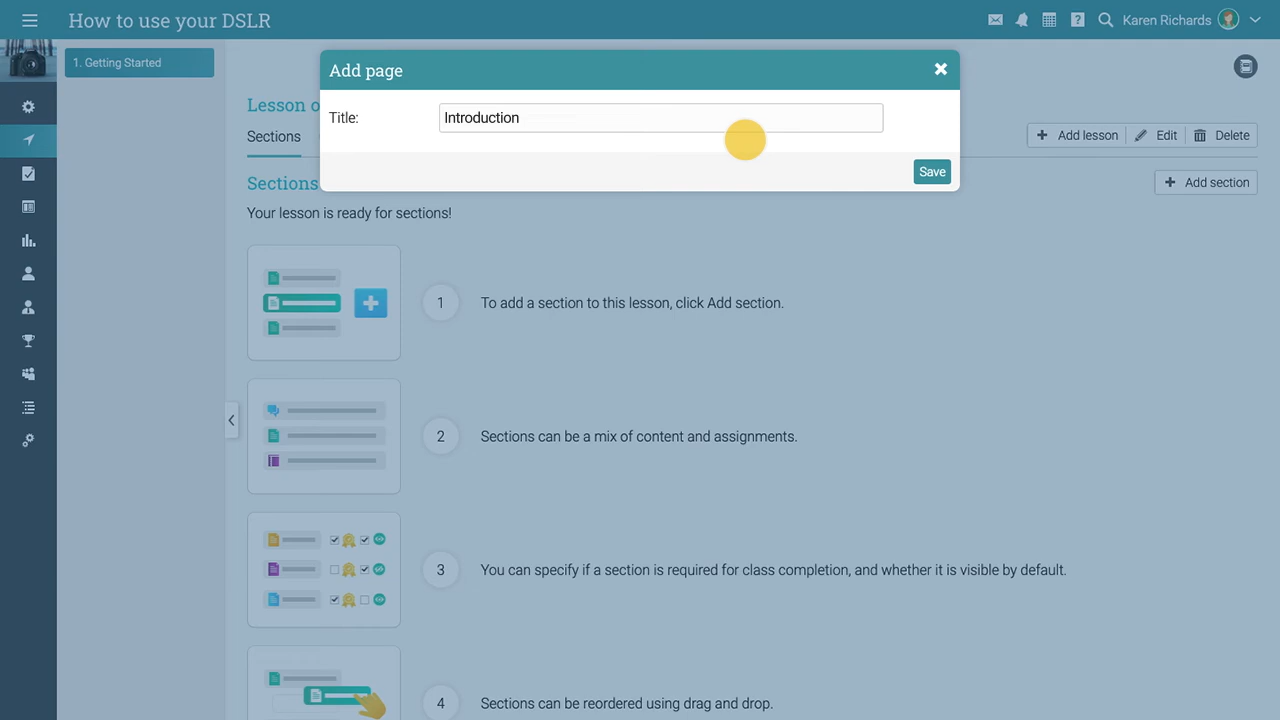 How to use your DSLR
Karen Richards
1. Getting Started
Add page
Title:
Introduction
Save
Lesson o
Sections
Add lesson
Edit
Delete
Sections
Add section
Your lesson is ready for sections!
1
To add a section to this lesson, click Add section.
2
Sections can be a mix of content and assignments.
3
You can specify if a section is required for class completion, and whether it is visible by default.
4
Sections can be reordered using drag and drop.